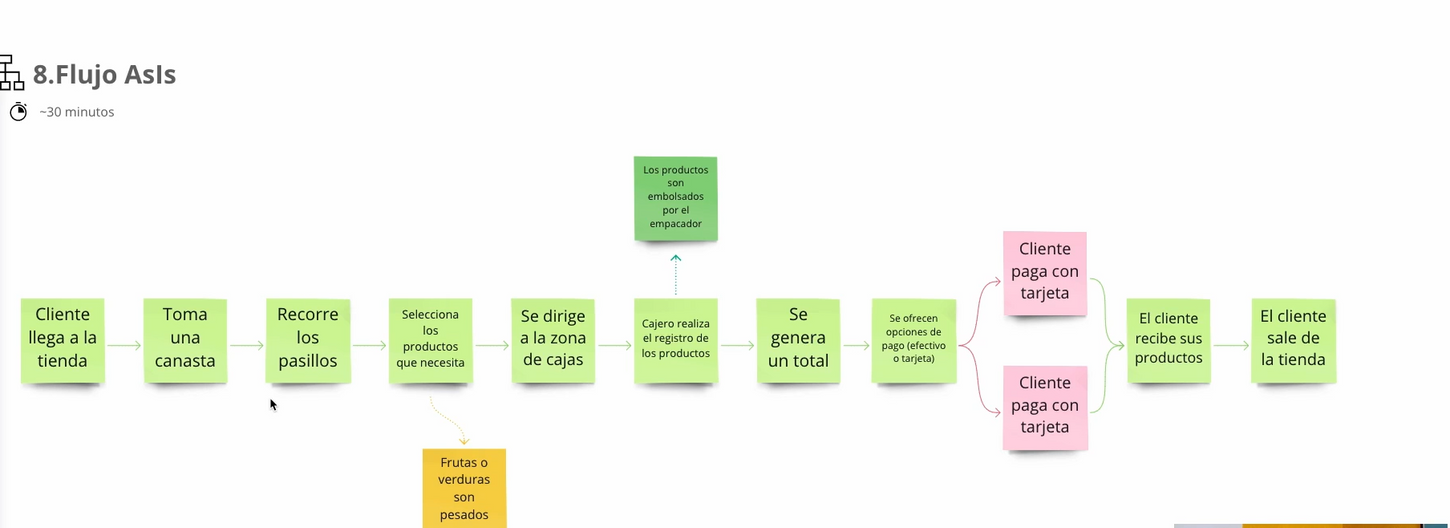 8.Flujo AsIs
~30 minutos
Los productos
son
embolsados
por el
empacador
Cliente
llega a la
tienda
Toma
una
canasta
Recorre
los
pasillos
Selecciona
los
productos
que necesita
Frutas o
verduras
son
pesados
Se dirige
a la zona
de cajas
Cajero realiza
el registro de
los productos
Se
genera
un total
Se ofrecen
opciones de
pago (efectivo
o tarjeta)
Cliente
paga con
tarjeta
Cliente
paga con
tarjeta
El cliente
recibe sus
productos
El cliente
sale de
la tienda